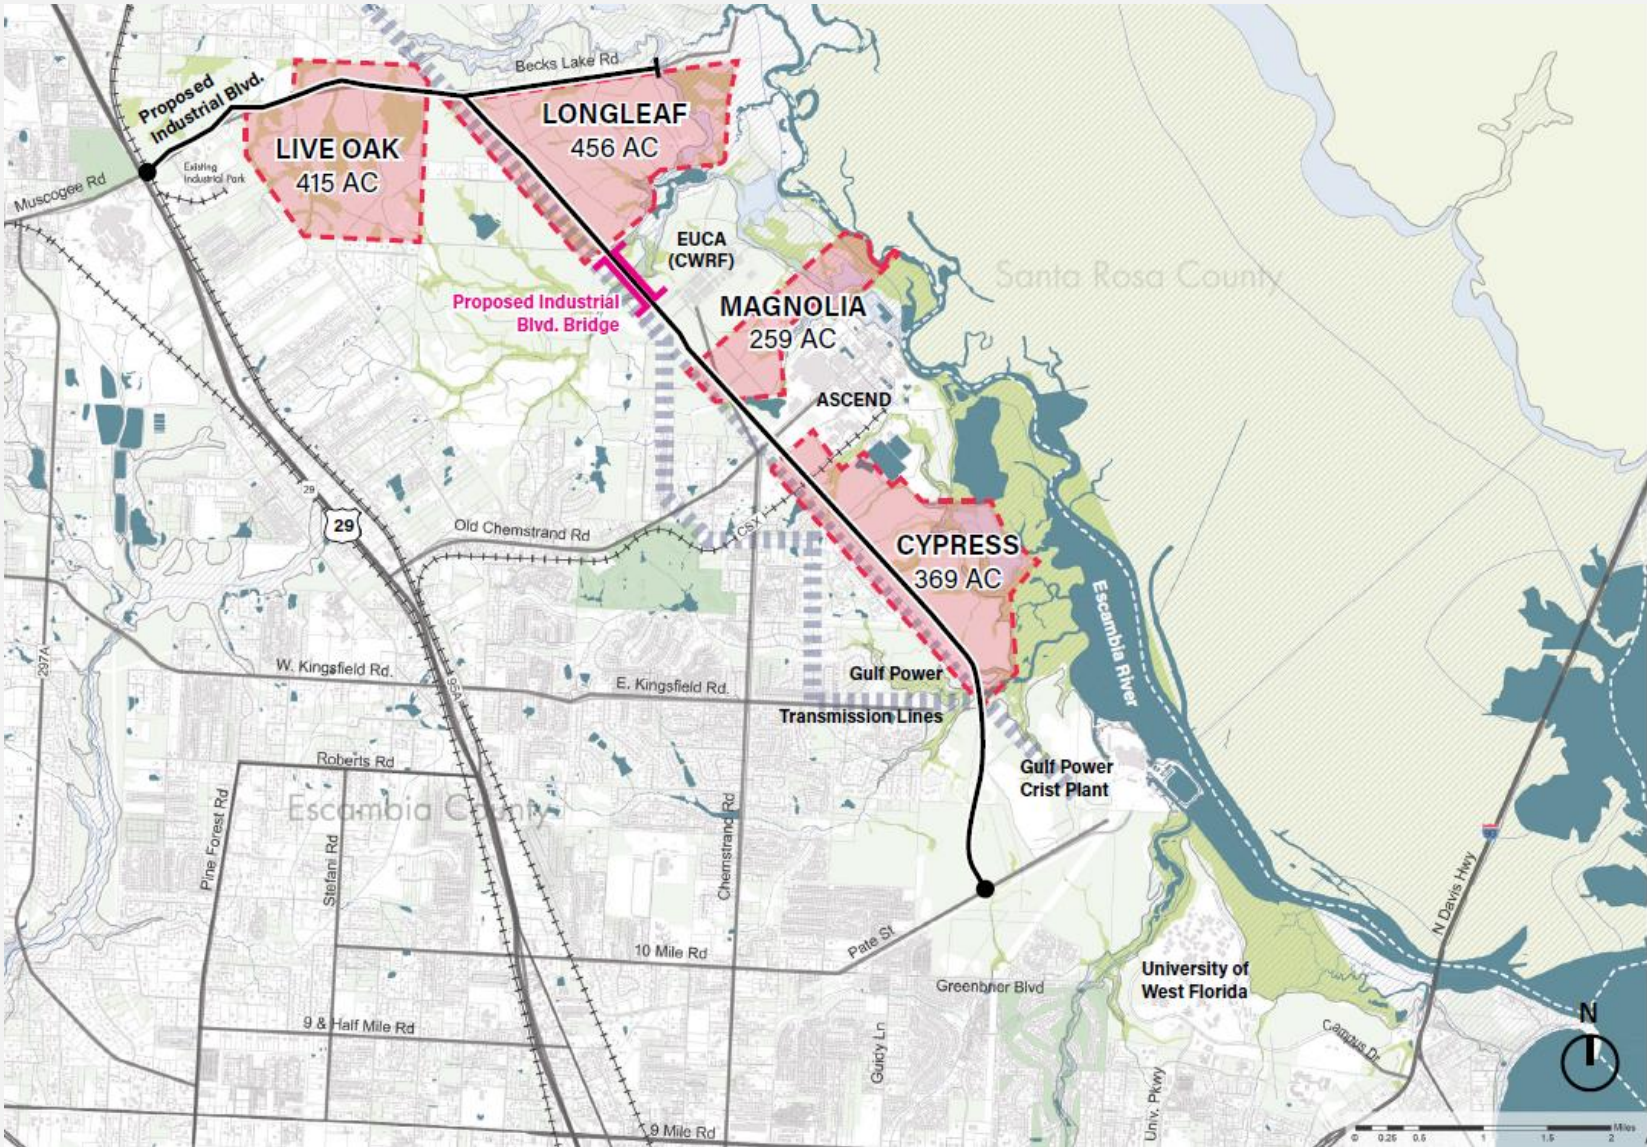 Becks Lake Rd
Proposed
Industrial Blvd.
LONGLEAF
456 AC
LIVE OAK
415 AC
Existing
Industrial Park
Muscogee Rd
EUCA
(CWRF)
Santa Rosa County
Proposed Industrial
Blvd. Bridge
MAGNOLIA
259 AC
ASCEND
29
29
Old Chemstrand Rd
CSX
CYPRESS
369 AC
Escambia River
297A
W. Kingsfield Rd.
95A
E. Kingsfield Rd.
Gulf Power
Transmission Lines
Gulf Power
Crist Plant
Roberts Rd
Escambia County
Pine Forest Rd
Stefani Rd
Chemstrand Rd
N Davis Hwy
10 Mile Rd
Pate St
Greenbrier Blvd
University of
West Florida
9 & Half Mile Rd
Guidy Ln
Campus Dr
Univ. Pkwy
N
9 Mile Rd
Miles
0 0.25 0.5 1 1.5 2